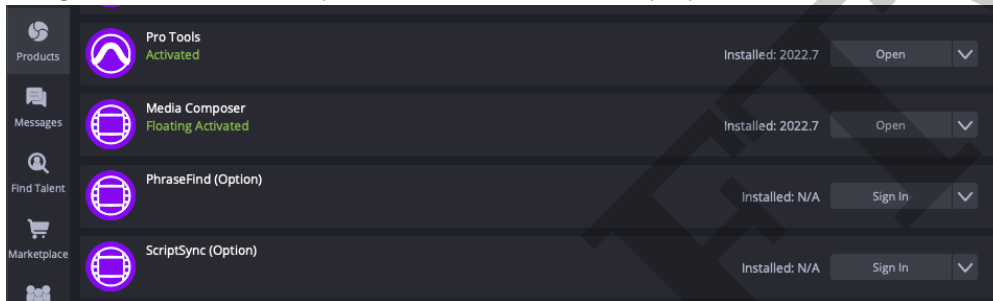 Products
Messages
Find Talent
Marketplace
Pro Tools
Activated
Installed: 2022.7
Open
Media Composer
Floating Activated
Installed: 2022.7
Open
PhraseFind (Option)
Installed: N/A
Sign In
ScriptSync (Option)
Installed: N/A
Sign In